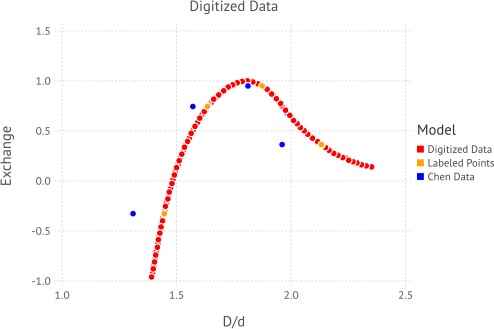 Digitized Data
1.5
1.0
0.5
0.0
-0.5
-1.0
Exchange
1.0
1.5
2.0
2.5
D/d
Model
Digitized Data
Labeled Points
Chen Data